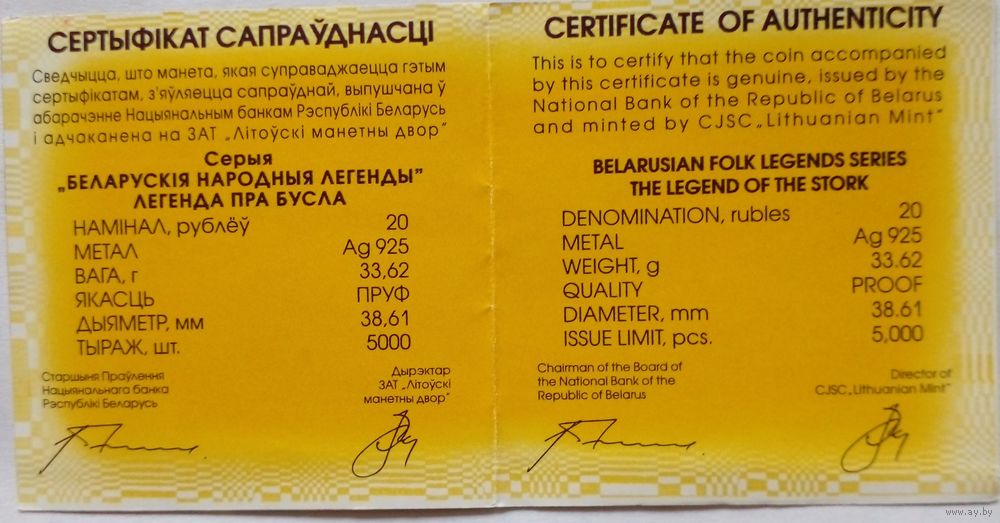 СЕРТЫФІКАТ САПРАЎДНАСЦІ
Сведчыцца, што манета, якая суправаджаецца гэтым
сертыфікатам, з'яўляецца сапраўднай, выпушчана ў
абарачэнне Нацыянальным банкам Рэспублікі Беларусь
і адчаканена на ЗАТ „Літоўскі манетны двор"
Серыя
„БЕЛАРУСКІЯ НАРОДНЫЯ ЛЕГЕНДЫ"
ЛЕГЕНДА ПРА БУСЛА
НАМІНАЛ, рублёў 20
МЕТАЛ Ag 925
ВАГА, г 33,62
ЯКАСЦЬ ПРУФ
ДЫЯМЕТР, мм 38,61
ТЫРАЖ, шт. 5000
Старшыня Праўлення
Нацыянальнага банка
Рэспублікі Беларусь
Дырэктар
ЗАТ „Літоўскі
манетны двор"
CERTIFICATE OF AUTHENTICITY
This is to certify that the coin accompanied
by this certificate is genuine, issued by the
National Bank of the Republic of Belarus
and minted by CJSC „Lithuanian Mint"
BELARUSIAN FOLK LEGENDS SERIES
THE LEGEND OF THE STORK
DENOMINATION, rubles 20
METAL Ag 925
WEIGHT, g 33.62
QUALITY PROOF
DIAMETER, mm 38.61
ISSUE LIMIT, pcs. 5,000
Chairman of the Board of
the National Bank of the
Republic of Belarus
Director of
CJSC „Lithuanian Mint"
www.ay.by